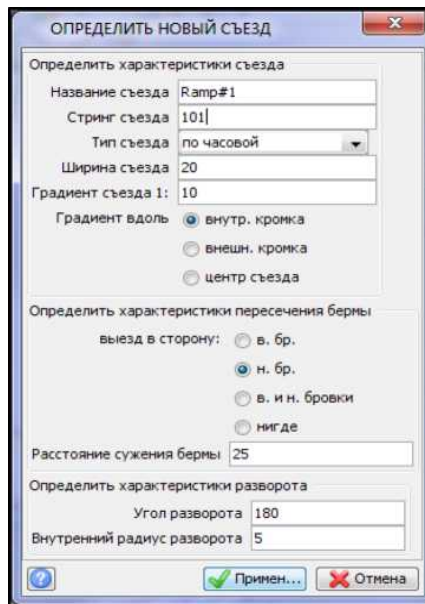 ОПРЕДЕЛИТЬ НОВЫЙ СЪЕЗД
Определить характеристики съезда
Название съезда Ramp#1
Стринг съезда 101
Тип съезда по часовой
Ширина съезда 20
Градиент съезда 1: 10
Градиент вдоль внутр. кромка
внешн. кромка
центр съезда
Определить характеристики пересечения бермы
выезд в сторону: в. бр.
н. бр.
в. и н. бровки
нигде
Расстояние сужения бермы 25
Определить характеристики разворота
Угол разворота 180
Внутренний радиус разворота 5
? Примен... Отмена